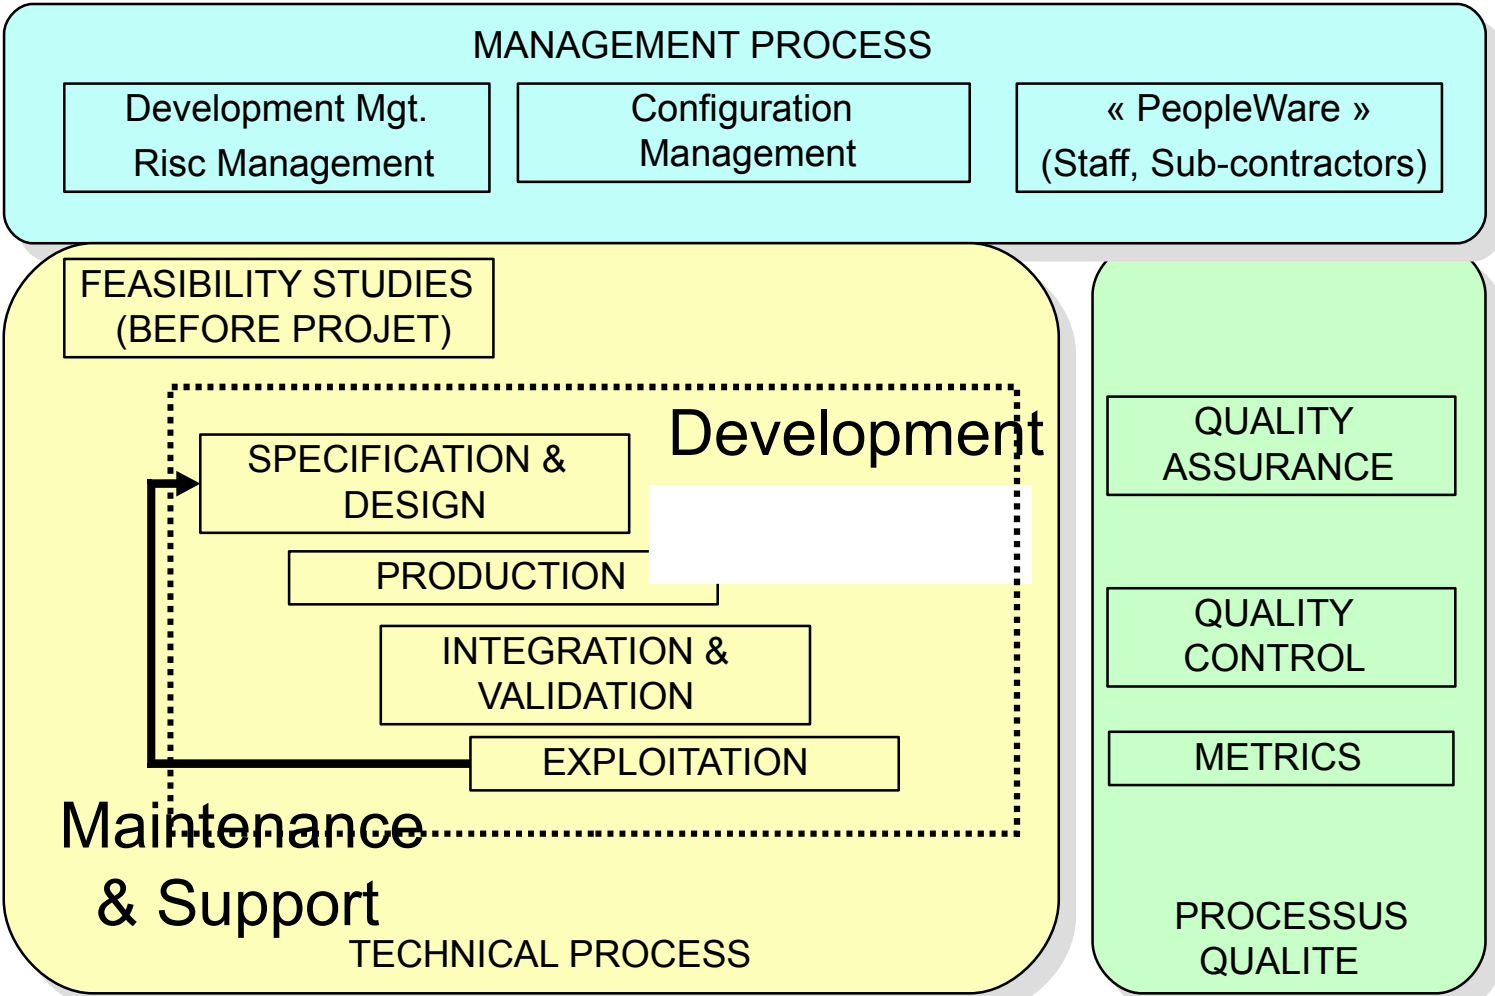 MANAGEMENT PROCESS
Development Mgt.
Risc Management
Configuration
Management
« PeopleWare »
(Staff, Sub-contractors)
FEASIBILITY STUDIES
(BEFORE PROJET)
Development
SPECIFICATION &
DESIGN
PRODUCTION
INTEGRATION &
VALIDATION
EXPLOITATION
Maintenance
& Support
TECHNICAL PROCESS
QUALITY
ASSURANCE
QUALITY
CONTROL
METRICS
PROCESSUS
QUALITE